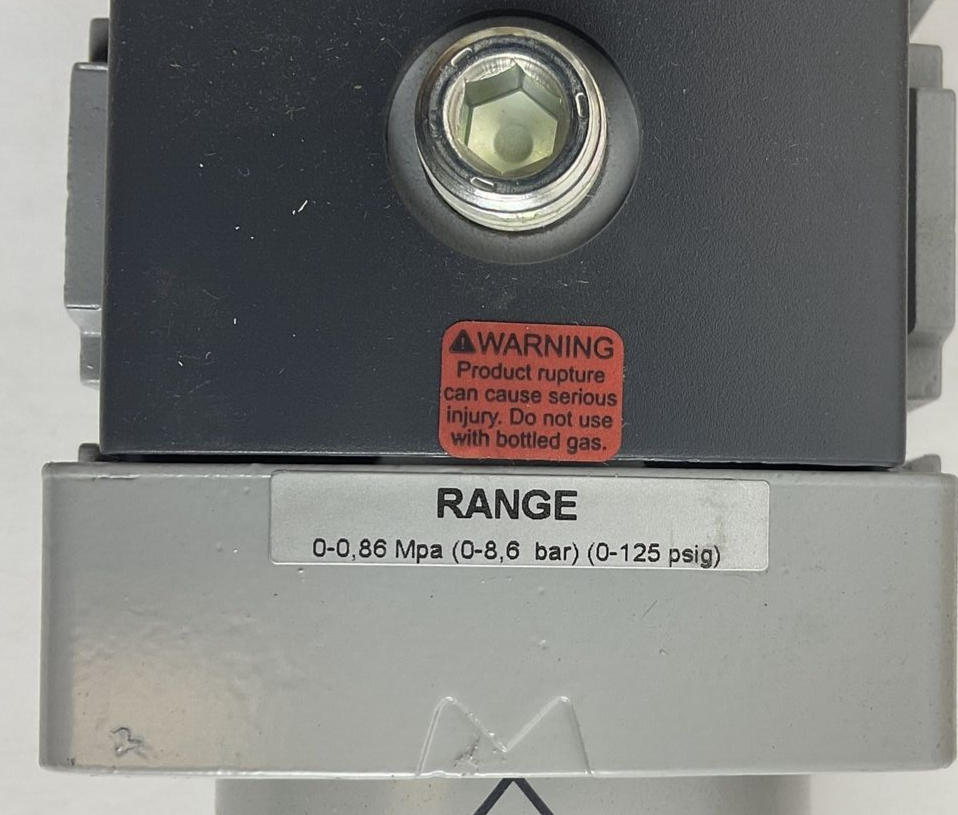 WARNING
Product rupture
can cause serious
injury. Do not use
with bottled gas.
RANGE
0-0,86 Mpa (0-8,6 bar) (0-125 psig)